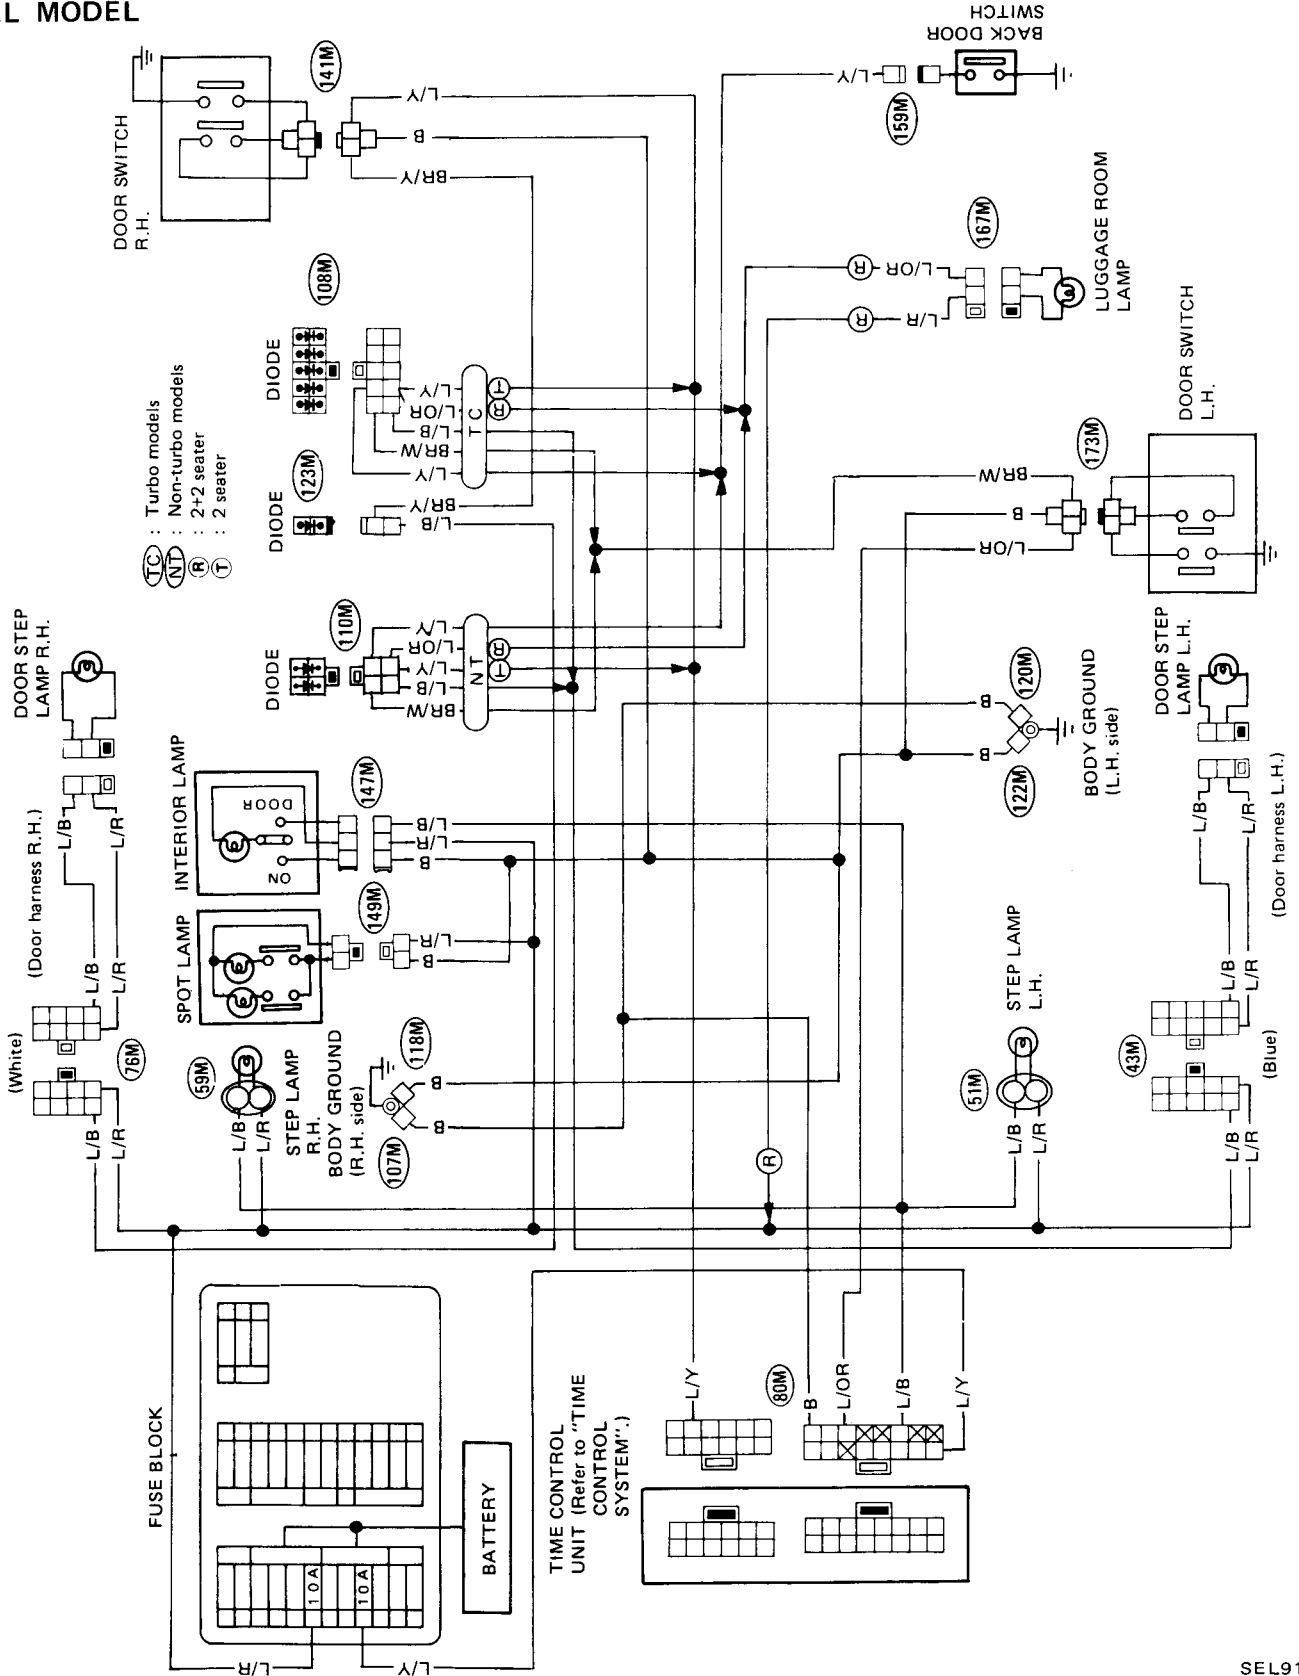 EL MODEL
BACK DOOR
SWITCH
L/Y
159M
DOOR SWITCH
R.H.
141M
L/Y
B
BR/Y
LUGGAGE ROOM
LAMP
167M
L/OR
R
L/R
R
DIODE
108M
L/Y
L/OR
L/B
BR/W
L/Y
TC
T
R
TC : Turbo models
NT : Non-turbo models
R : 2+2 seater
T : 2 seater
DIODE
123M
BR/Y
L/B
DOOR SWITCH
L.H.
173M
BR/W
B
L/OR
DOOR STEP
LAMP R.H.
L/B
L/R
(Door harness R.H.)
L/B
L/R
(White)
76M
L/B
L/R
DIODE
110M
L/Y
L/OR
L/Y
L/B
BR/W
NT
R
T
BODY GROUND
(L.H. side)
120M
122M
B
B
DOOR STEP
LAMP L.H.
L/B
L/R
(Door harness L.H.)
L/B
L/R
43M
(Blue)
L/B
L/R
INTERIOR LAMP
DOOR
ON
147M
L/B
L/R
B
SPOT LAMP
149M
L/R
B
59M
L/B
L/R
STEP LAMP
R.H.
BODY GROUND
(R.H. side)
118M
107M
B
B
STEP LAMP
L.H.
51M
L/B
L/R
R
FUSE BLOCK
10A
10A
BATTERY
L/R
L/Y
TIME CONTROL
UNIT (Refer to "TIME
CONTROL
SYSTEM".)
L/Y
80M
B
L/OR
L/B
L/Y
SEL91